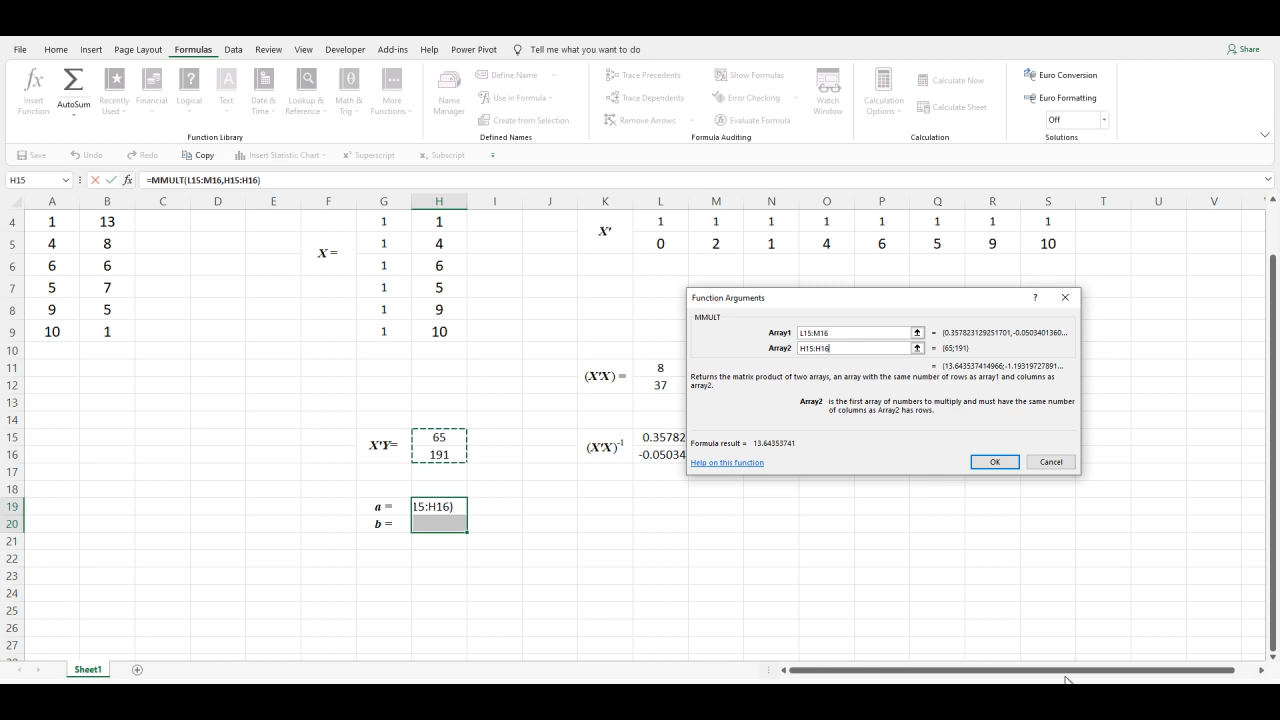 File Home Insert Page Layout Formulas Data Review View Developer Add-ins Help Power Pivot Tell me what you want to do Share
Insert Function
AutoSum
Recently Used
Financial
Logical
Text
Date & Time
Lookup & Reference
Math & Trig
More Functions
Function Library
Name Manager
Define Name
Use in Formula
Create from Selection
Defined Names
Trace Precedents
Trace Dependents
Remove Arrows
Show Formulas
Error Checking
Evaluate Formula
Watch Window
Formula Auditing
Calculation Options
Calculate Now
Calculate Sheet
Calculation
Euro Conversion
Euro Formatting
Off
Solutions
Save Undo Redo Copy Insert Statistic Chart Superscript Subscript
H15 fx =MMULT(L15:M16,H15:H16)
A B C D E F G H I J K L M N O P Q R S T U V
4 1 13 1 1 X' 1 1 1 1 1 1 1 1
5 4 8 X = 1 4 0 2 1 4 6 5 9 10
6 6 6 1 6
7 5 7 1 5
8 9 5 1 9
9 10 1 1 10
10
11 (X'X) = 8
12 37
13
14
15 X'Y= 65 (X'X)-1 0.35782
16 191 -0.05034
17
18
19 a = 15:H16)
20 b =
21
22
23
24
25
26
27
Function Arguments ?
MMULT
Array1 L15:M16 = {0.357823129251701,-0.0503401360...
Array2 H15:H16 = {65;191}
= {13.643537414966;-1.19319727891...
Returns the matrix product of two arrays, an array with the same number of rows as array1 and columns as
array2.
Array2 is the first array of numbers to multiply and must have the same number
of columns as Array2 has rows.
Formula result = 13.64353741
Help on this function OK Cancel
Sheet1